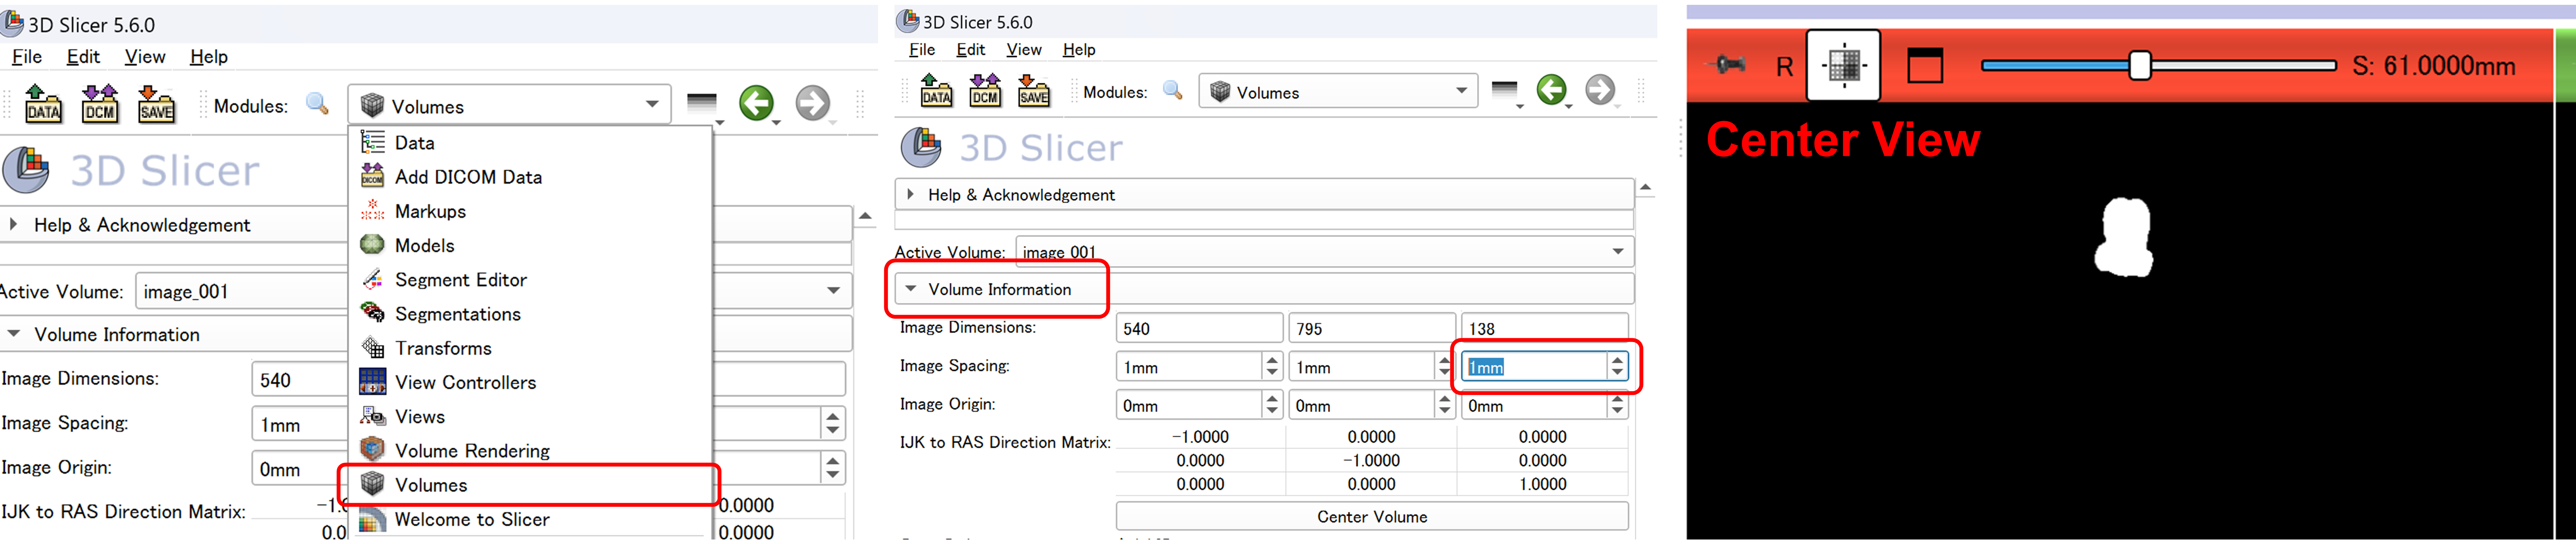 3D Slicer 5.6.0
File Edit View Help
DATA DCM SAVE Modules: Volumes
3D Slicer
Help & Acknowledgement
Active Volume: image_001
Volume Information
Image Dimensions: 540
Image Spacing: 1mm
Image Origin: 0mm
IJK to RAS Direction Matrix: 0.0000
0.0000
Data
Add DICOM Data
Markups
Models
Segment Editor
Segmentations
Transforms
View Controllers
Views
Volume Rendering
Volumes
Welcome to Slicer
3D Slicer 5.6.0
File Edit View Help
DATA DCM SAVE Modules: Volumes
3D Slicer
Help & Acknowledgement
Active Volume: image_001
Volume Information
Image Dimensions: 540 795 138
Image Spacing: 1mm 1mm 1mm
Image Origin: 0mm 0mm 0mm
IJK to RAS Direction Matrix: -1.0000 0.0000 0.0000
0.0000 -1.0000 0.0000
0.0000 0.0000 1.0000
Center Volume
R S: 61.0000mm
Center View